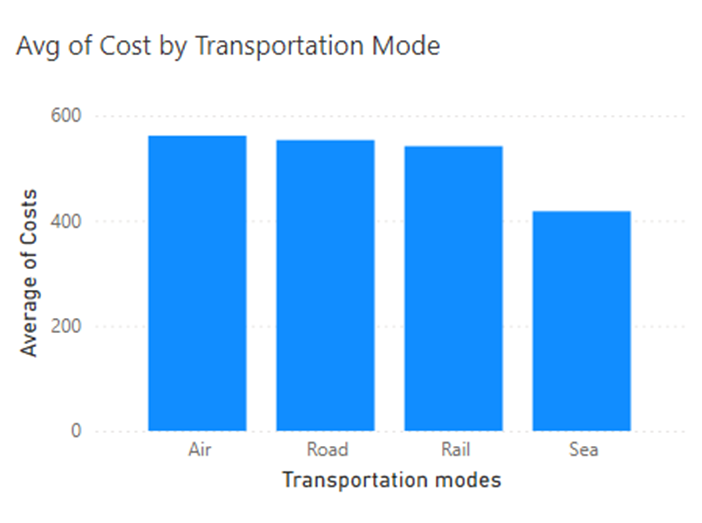 Avg of Cost by Transportation Mode
600
400
200
0
Average of Costs
Air Road Rail Sea
Transportation modes